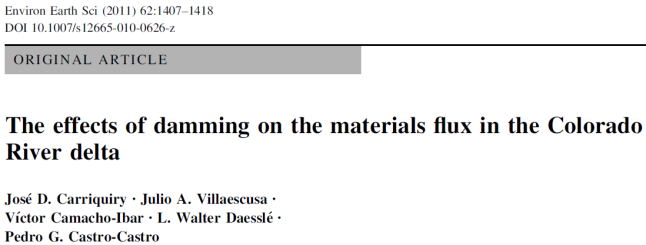 Environ Earth Sci (2011) 62:1407–1418
DOI 10.1007/s12665-010-0626-z
ORIGINAL ARTICLE
The effects of damming on the materials flux in the Colorado
River delta
José D. Carriquiry · Julio A. Villaescusa ·
Víctor Camacho-Ibar · L. Walter Daesslé ·
Pedro G. Castro-Castro